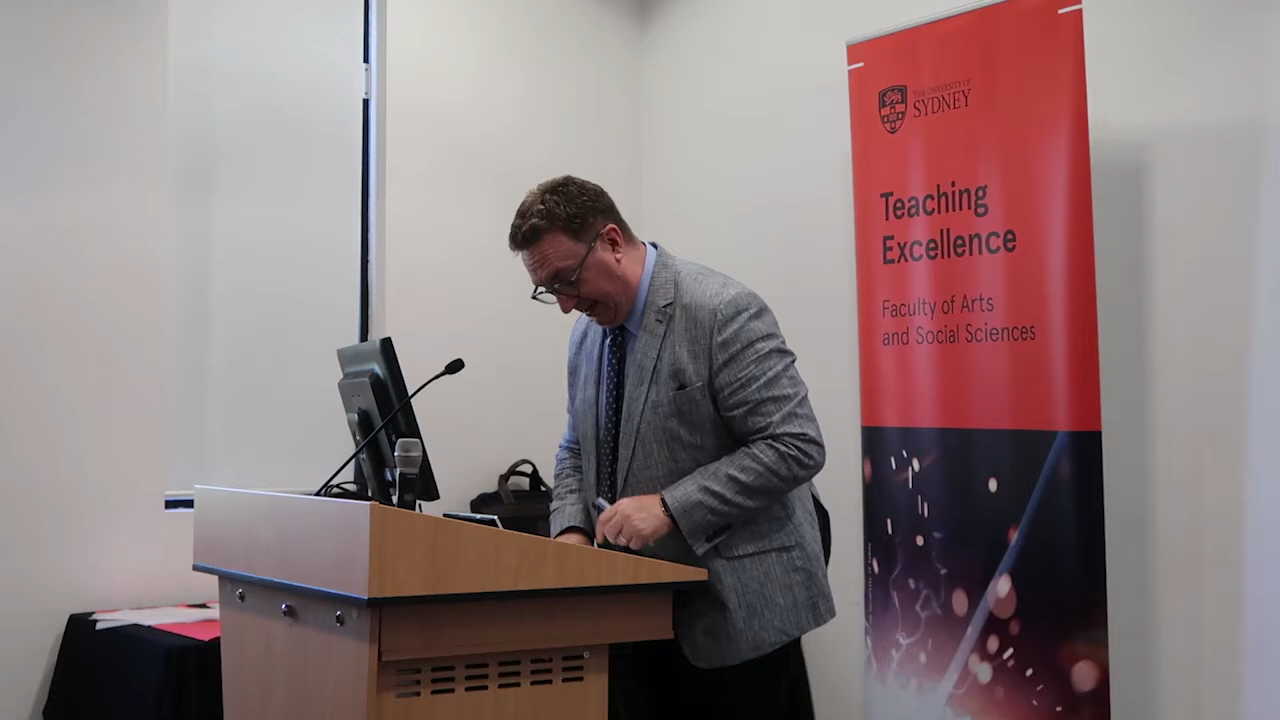 THE UNIVERSITY OF
SYDNEY
Teaching
Excellence
Faculty of Arts
and Social Sciences